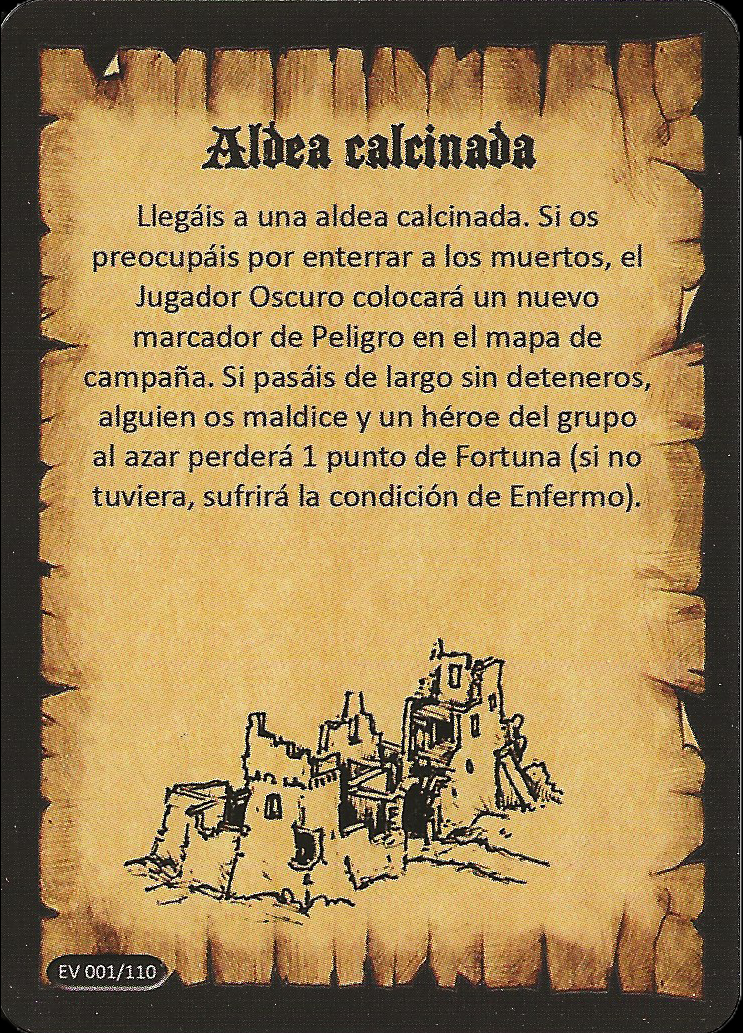 Aldea calcinada
Llegáis a una aldea calcinada. Si os
preocupáis por enterrar a los muertos, el
Jugador Oscuro colocará un nuevo
marcador de Peligro en el mapa de
campaña. Si pasáis de largo sin deteneros,
alguien os maldice y un héroe del grupo
al azar perderá 1 punto de Fortuna (si no
tuviera, sufrirá la condición de Enfermo).
EV 001/110